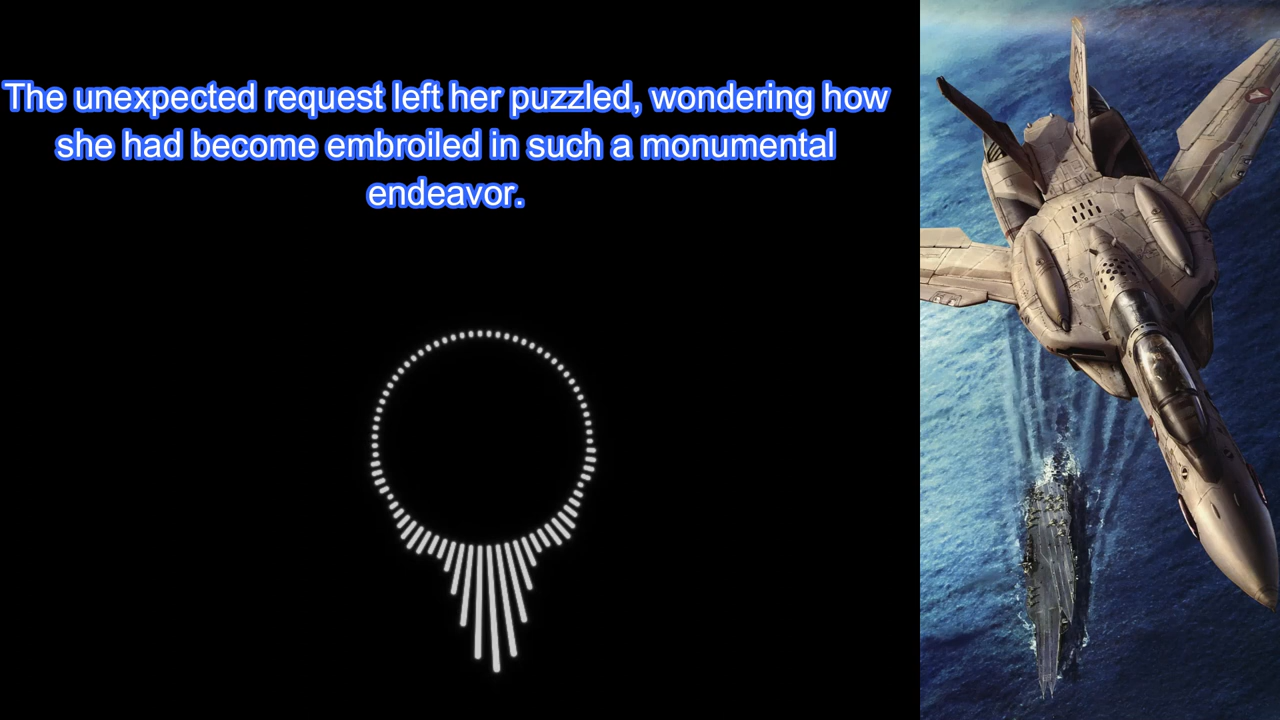 The unexpected request left her puzzled, wondering how
she had become embroiled in such a monumental
endeavor.